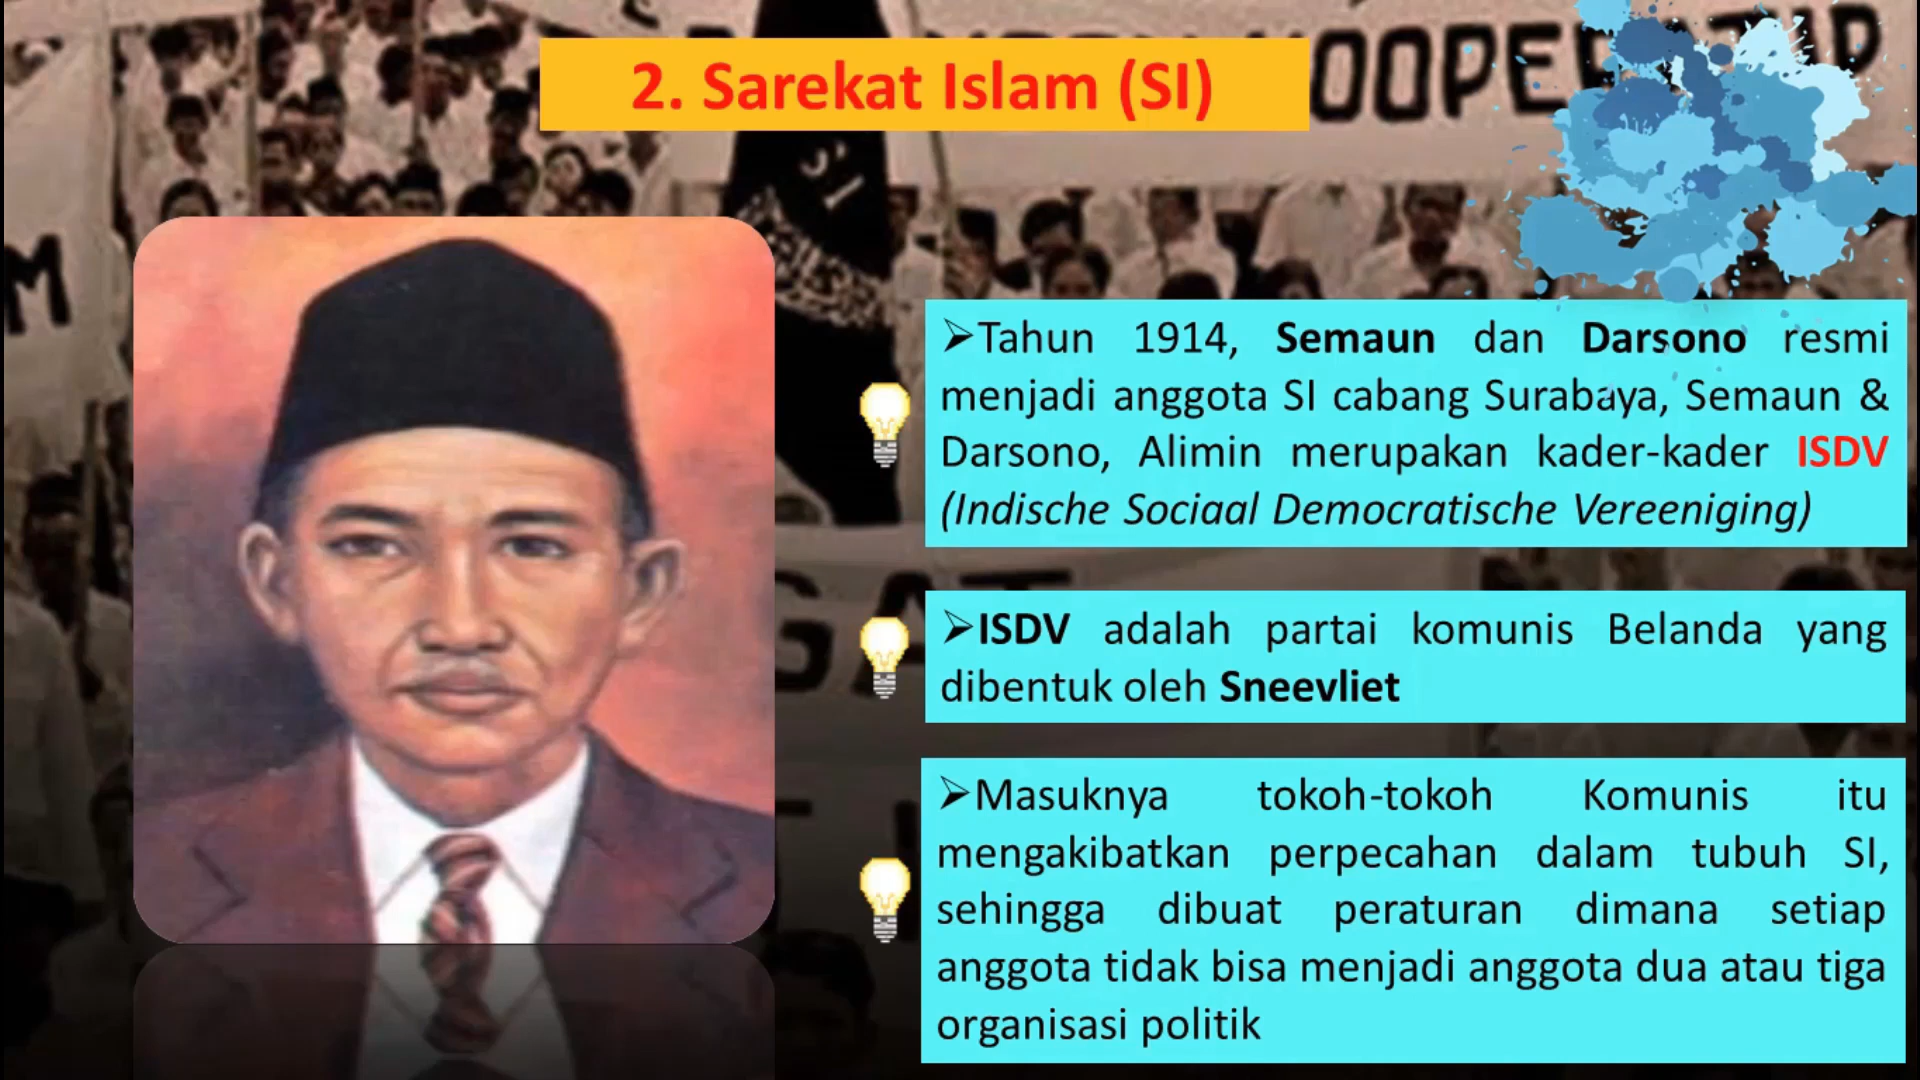 2. Sarekat Islam (SI)
OOPE
SI
M
➢Tahun 1914, Semaun dan Darsono resmi
menjadi anggota SI cabang Surabaya, Semaun &
Darsono, Alimin merupakan kader-kader ISDV
(Indische Sociaal Democratische Vereeniging)
➢ISDV adalah partai komunis Belanda yang
dibentuk oleh Sneevliet
➢Masuknya tokoh-tokoh Komunis itu
mengakibatkan perpecahan dalam tubuh SI,
sehingga dibuat peraturan dimana setiap
anggota tidak bisa menjadi anggota dua atau tiga
organisasi politik